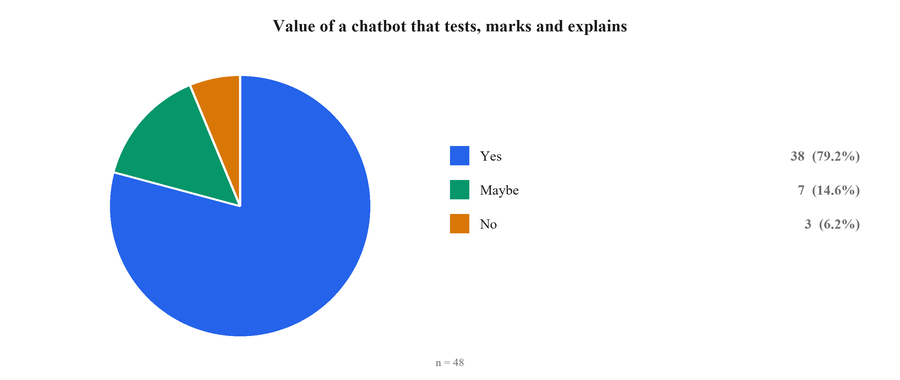 Value of a chatbot that tests, marks and explains
Yes 38 (79.2%)
Maybe 7 (14.6%)
No 3 (6.2%)
n = 48